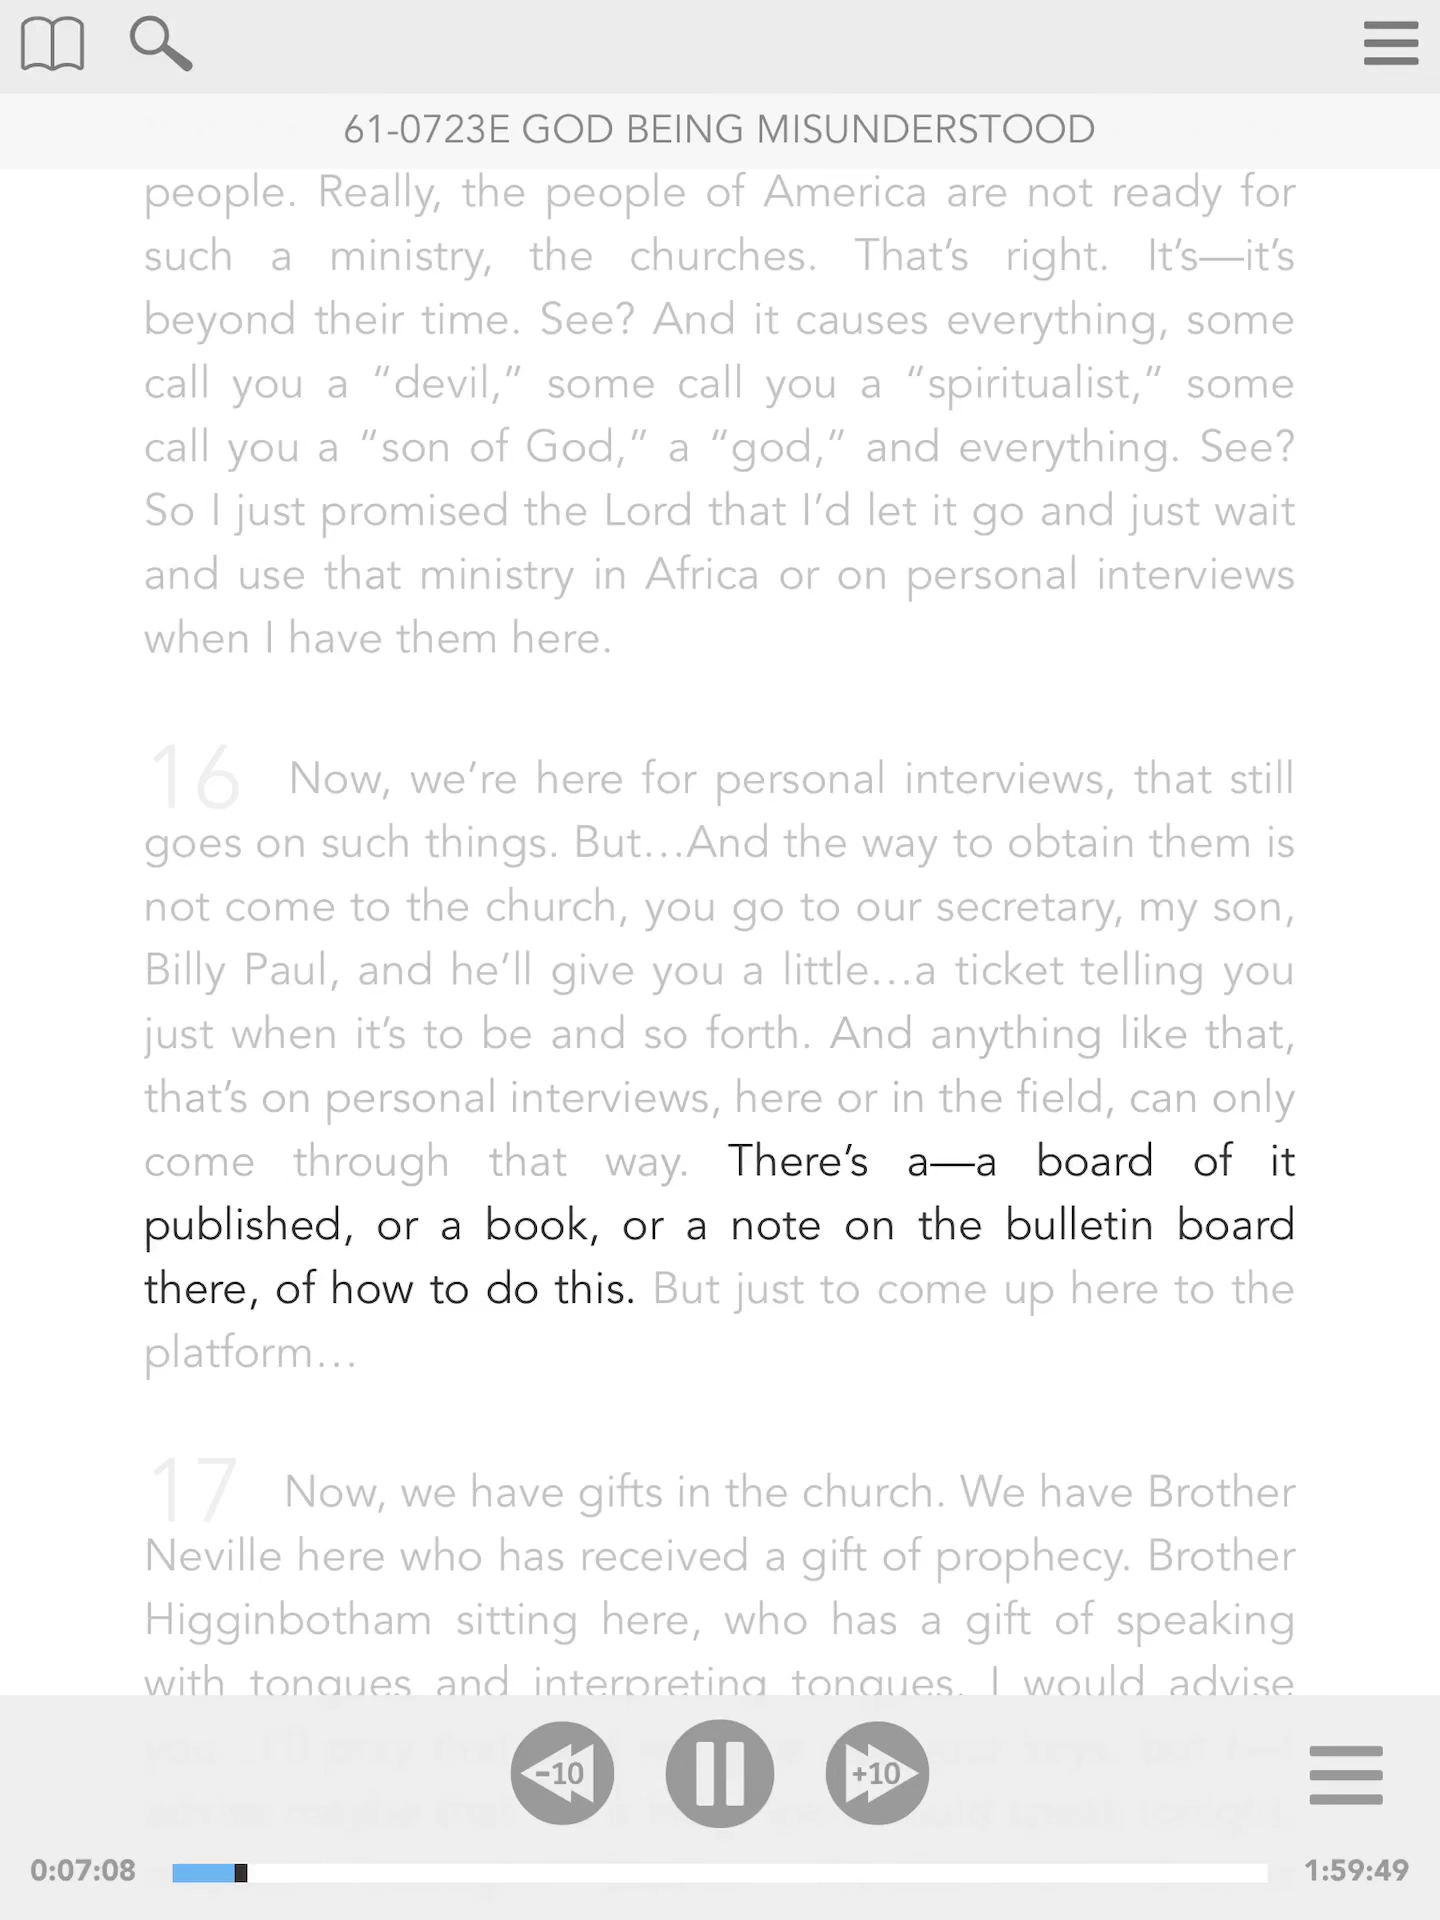 61-0723E GOD BEING MISUNDERSTOOD
people. Really, the people of America are not ready for
such a ministry, the churches. That’s right. It’s—it’s
beyond their time. See? And it causes everything, some
call you a “devil,” some call you a “spiritualist,” some
call you a “son of God,” a “god,” and everything. See?
So I just promised the Lord that I’d let it go and just wait
and use that ministry in Africa or on personal interviews
when I have them here.
16 Now, we’re here for personal interviews, that still
goes on such things. But…And the way to obtain them is
not come to the church, you go to our secretary, my son,
Billy Paul, and he’ll give you a little…a ticket telling you
just when it’s to be and so forth. And anything like that,
that’s on personal interviews, here or in the field, can only
come through that way. There’s a—a board of it
published, or a book, or a note on the bulletin board
there, of how to do this. But just to come up here to the
platform…
17 Now, we have gifts in the church. We have Brother
Neville here who has received a gift of prophecy. Brother
Higginbotham sitting here, who has a gift of speaking
with tongues and interpreting tongues. I would advise
-10 +10
0:07:08 1:59:49